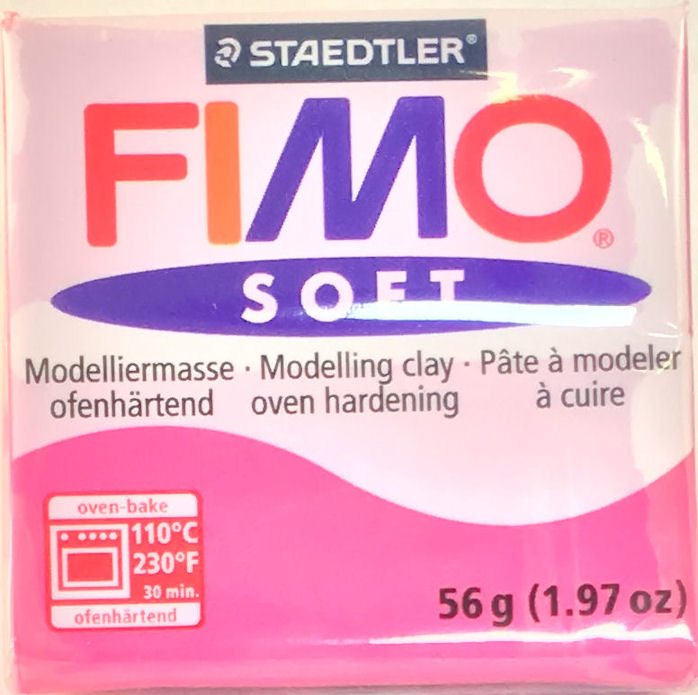 STAEDTLER®
FIMO®
SOFT
Modelliermasse · Modelling clay · Pâte à modeler
ofenhärtend oven hardening à cuire
oven-bake
110°C
230°F
30 min.
ofenhärtend
56 g (1.97 oz)